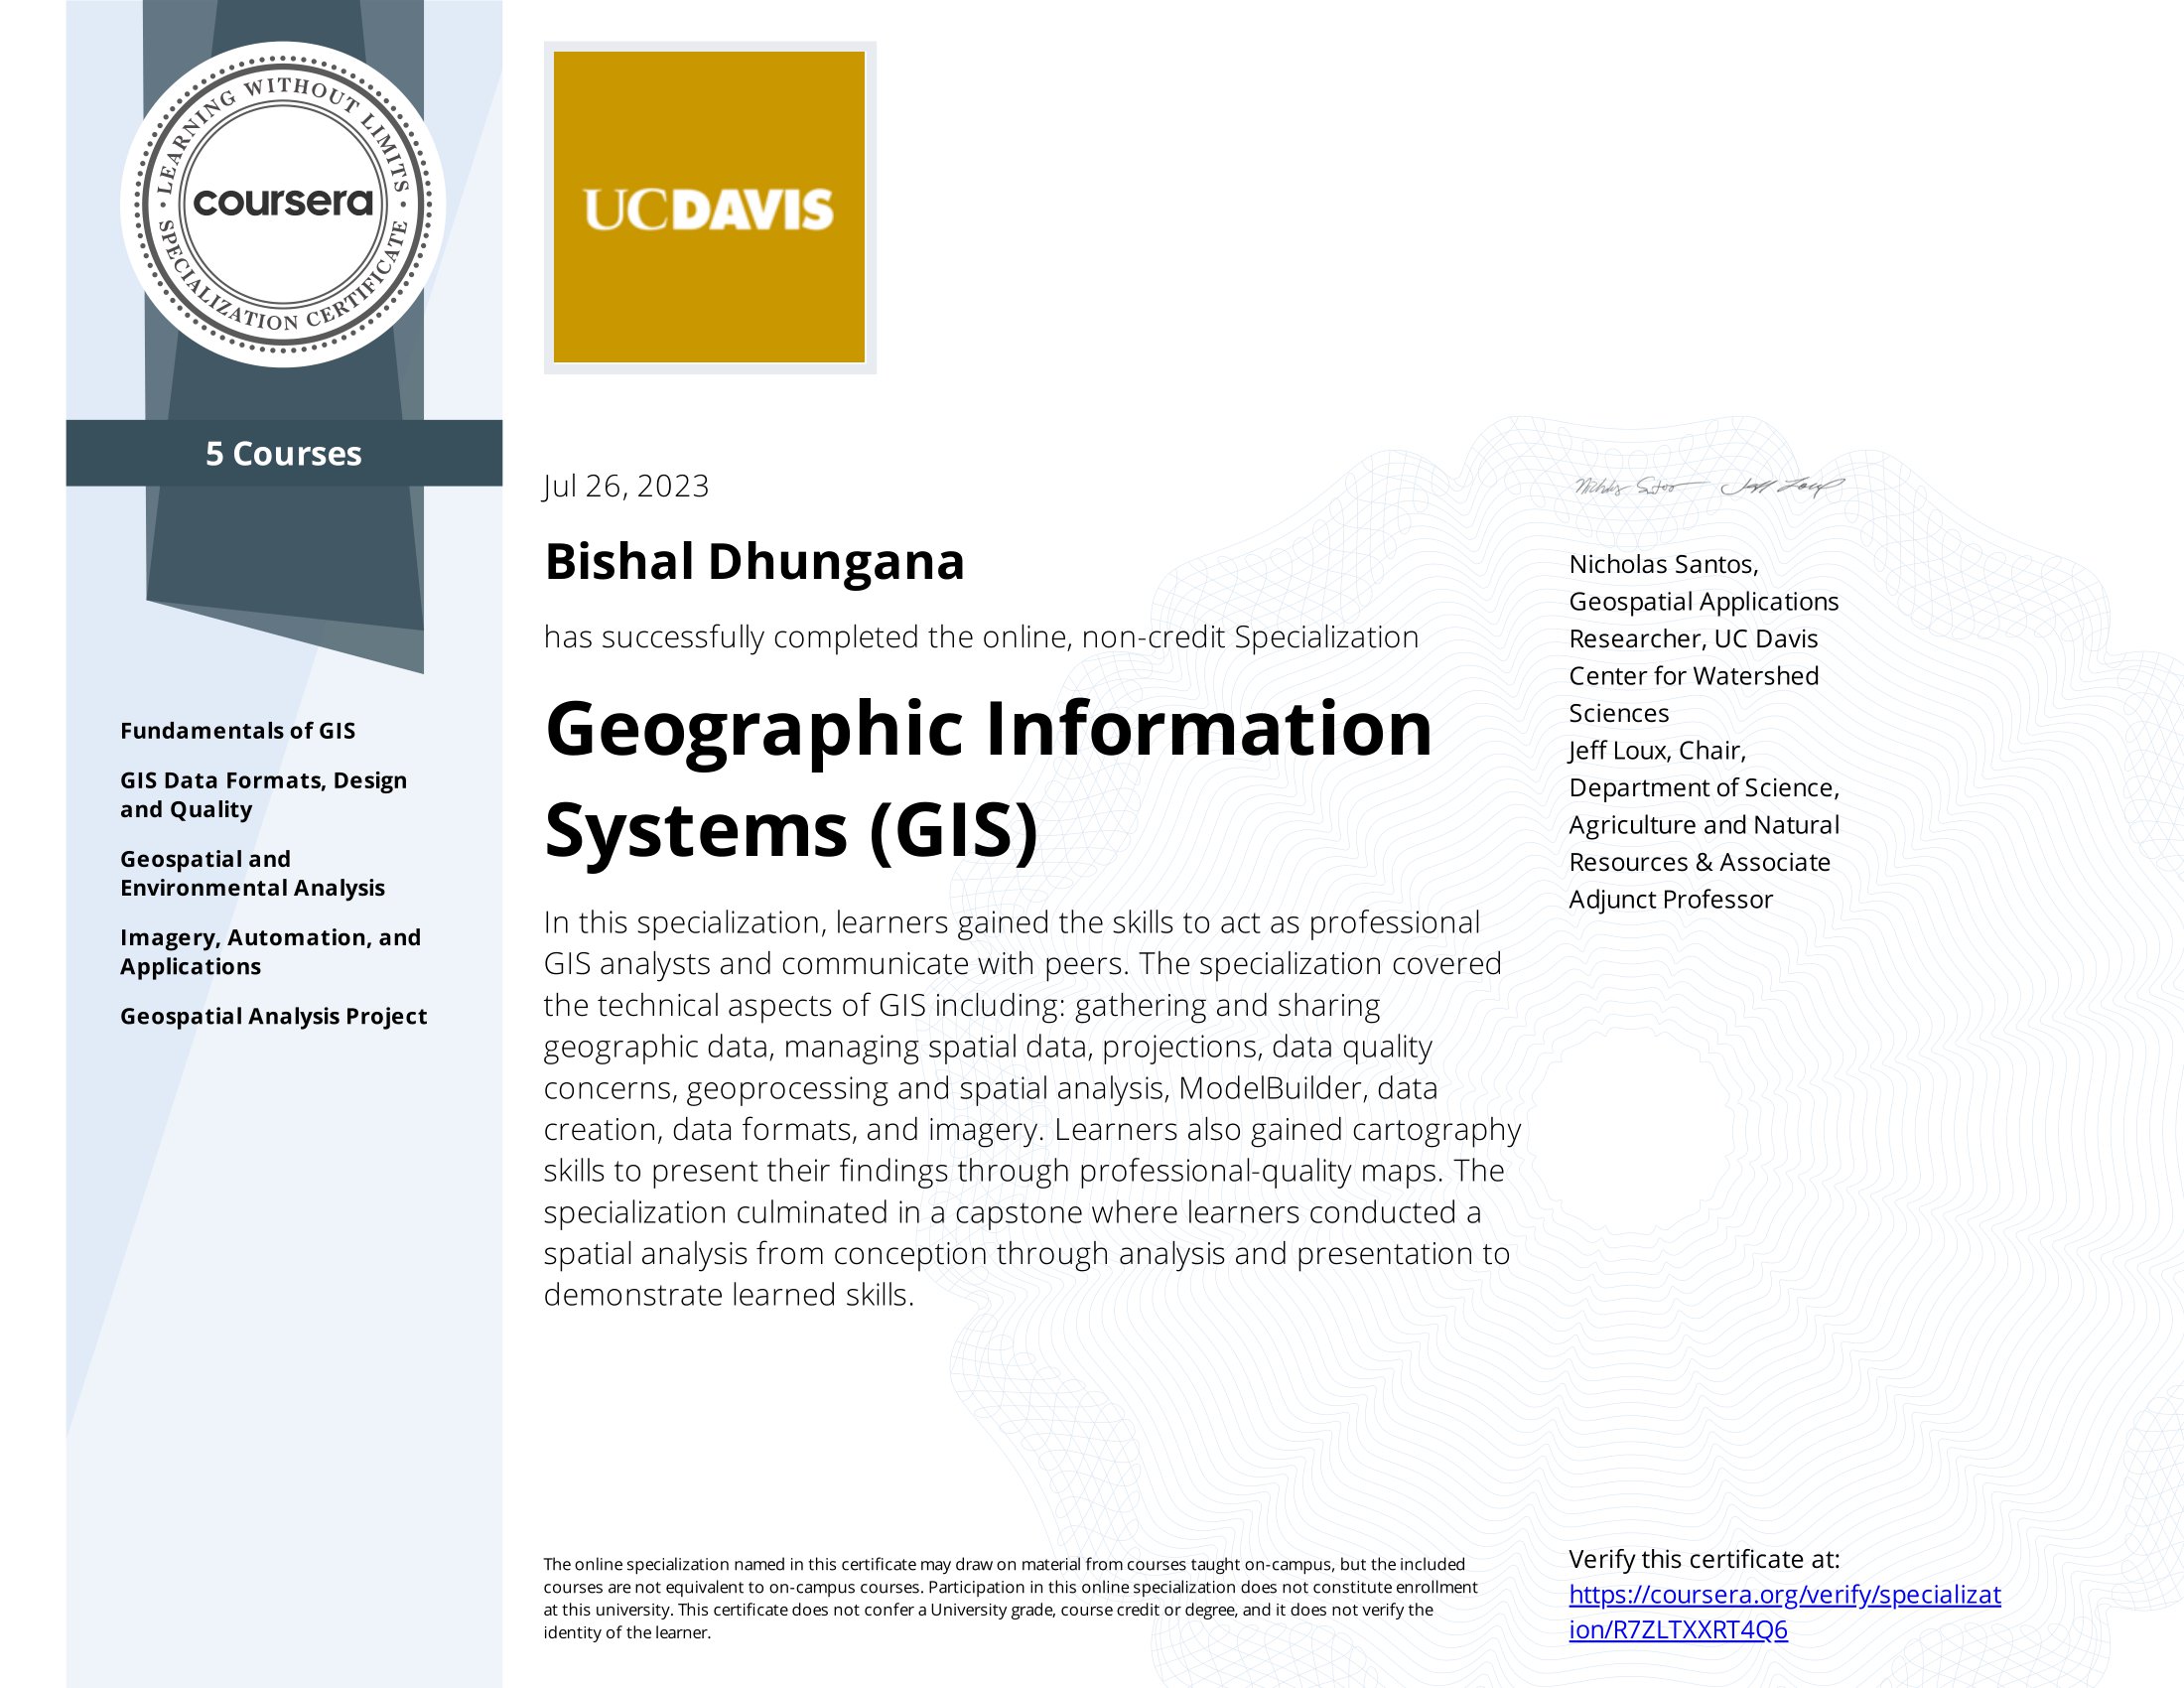 LEARNING WITHOUT LIMITS
coursera
SPECIALIZATION CERTIFICATE
5 Courses
Fundamentals of GIS
GIS Data Formats, Design
and Quality
Geospatial and
Environmental Analysis
Imagery, Automation, and
Applications
Geospatial Analysis Project
UCDAVIS
Jul 26, 2023
Bishal Dhungana
has successfully completed the online, non-credit Specialization
Geographic Information
Systems (GIS)
In this specialization, learners gained the skills to act as professional
GIS analysts and communicate with peers. The specialization covered
the technical aspects of GIS including: gathering and sharing
geographic data, managing spatial data, projections, data quality
concerns, geoprocessing and spatial analysis, ModelBuilder, data
creation, data formats, and imagery. Learners also gained cartography
skills to present their findings through professional-quality maps. The
specialization culminated in a capstone where learners conducted a
spatial analysis from conception through analysis and presentation to
demonstrate learned skills.
Nicholas Santos,
Geospatial Applications
Researcher, UC Davis
Center for Watershed
Sciences
Jeff Loux, Chair,
Department of Science,
Agriculture and Natural
Resources & Associate
Adjunct Professor
The online specialization named in this certificate may draw on material from courses taught on-campus, but the included
courses are not equivalent to on-campus courses. Participation in this online specialization does not constitute enrollment
at this university. This certificate does not confer a University grade, course credit or degree, and it does not verify the
identity of the learner.
Verify this certificate at:
https://coursera.org/verify/specializat
ion/R7ZLTXXRT4Q6